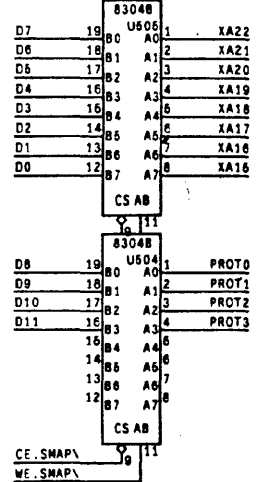 8304B
U505
D7 19 B0 A0 1 XA22
D6 18 B1 A1 2 XA21
D5 17 B2 A2 3 XA20
D4 16 B3 A3 4 XA19
D3 15 B4 A4 5 XA18
D2 14 B5 A5 6 XA17
D1 13 B6 A6 7 XA16
D0 12 B7 A7 8 XA15
CS AB
9 11
8304B
U504
D8 19 B0 A0 1 PROT0
D9 18 B1 A1 2 PROT1
D10 17 B2 A2 3 PROT2
D11 16 B3 A3 4 PROT3
15 B4 A4 5
14 B5 A5 6
13 B6 A6 7
12 B7 A7 8
CS AB
CE.SMAP\ 9 11
WE.SMAP\